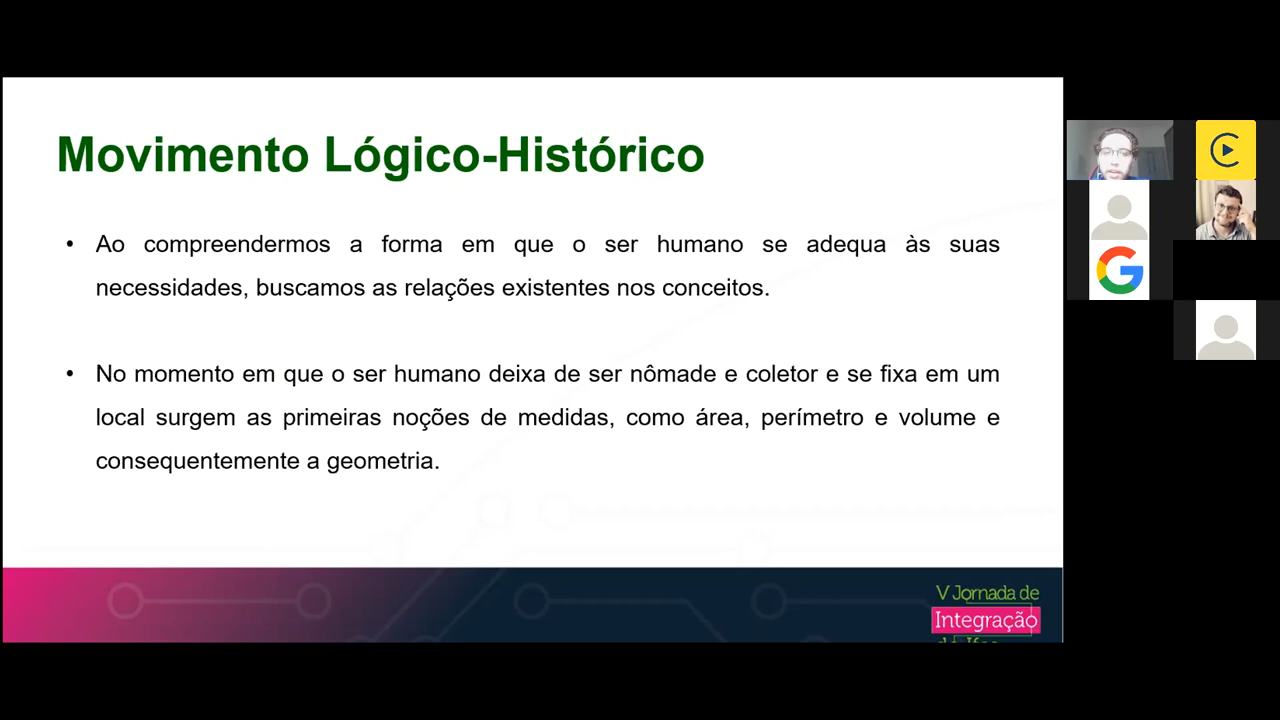 Movimento Lógico-Histórico
• Ao compreendermos a forma em que o ser humano se adequa às suas
necessidades, buscamos as relações existentes nos conceitos.
• No momento em que o ser humano deixa de ser nômade e coletor e se fixa em um
local surgem as primeiras noções de medidas, como área, perímetro e volume e
consequentemente a geometria.
V Jornada de
Integração